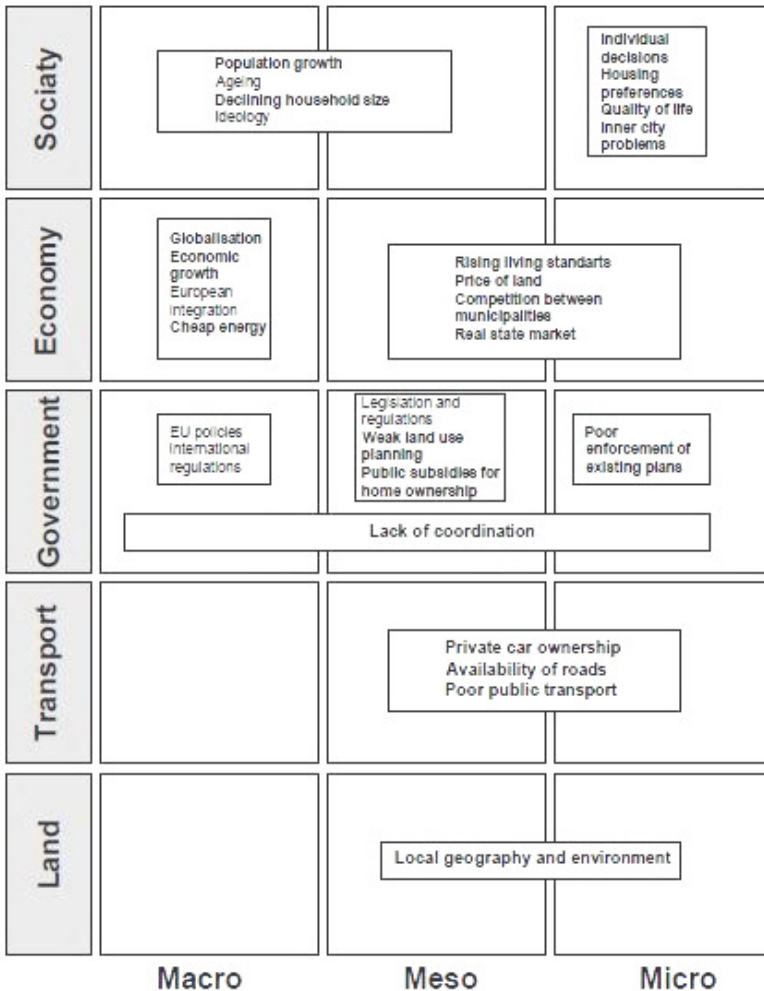 Sociaty
Population growth
Ageing
Declining household size
Ideology
Individual
decisions
Housing
preferences
Quality of life
Inner city
problems
Economy
Globalisation
Economic
growth
European
integration
Cheap energy
Rising living standarts
Price of land
Competition between
municipalities
Real state market
Government
EU policies
International
regulations
Legislation and
regulations
Weak land use
planning
Public subsidies for
home ownership
Poor
enforcement of
existing plans
Lack of coordination
Transport
Private car ownership
Availability of roads
Poor public transport
Land
Local geography and environment
Macro
Meso
Micro